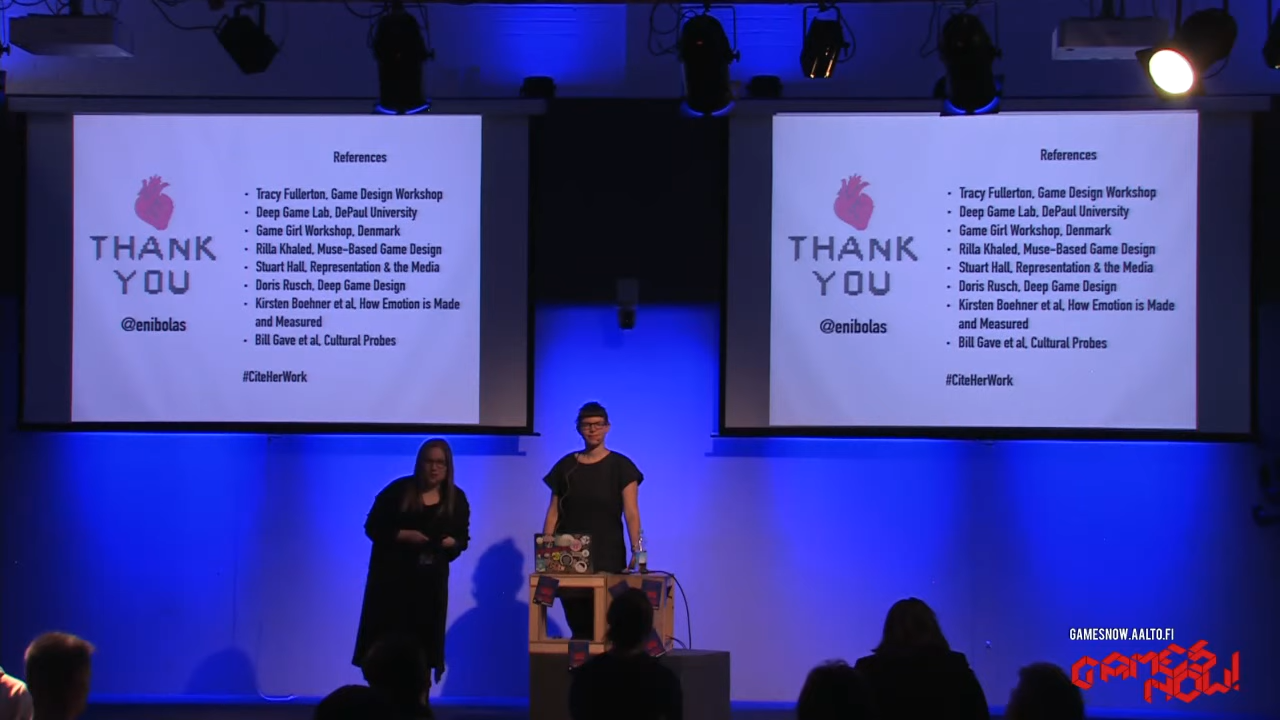 References
THANK
YOU
@enibolas
• Tracy Fullerton, Game Design Workshop
• Deep Game Lab, DePaul University
• Game Girl Workshop, Denmark
• Rilla Khaled, Muse-Based Game Design
• Stuart Hall, Representation & the Media
• Doris Rusch, Deep Game Design
• Kirsten Boehner et al, How Emotion is Made
and Measured
• Bill Gave et al, Cultural Probes
#CiteHerWork
References
THANK
YOU
@enibolas
• Tracy Fullerton, Game Design Workshop
• Deep Game Lab, DePaul University
• Game Girl Workshop, Denmark
• Rilla Khaled, Muse-Based Game Design
• Stuart Hall, Representation & the Media
• Doris Rusch, Deep Game Design
• Kirsten Boehner et al, How Emotion is Made
and Measured
• Bill Gave et al, Cultural Probes
#CiteHerWork
GAMESNOW.AALTO.FI
GAMES
NOW!